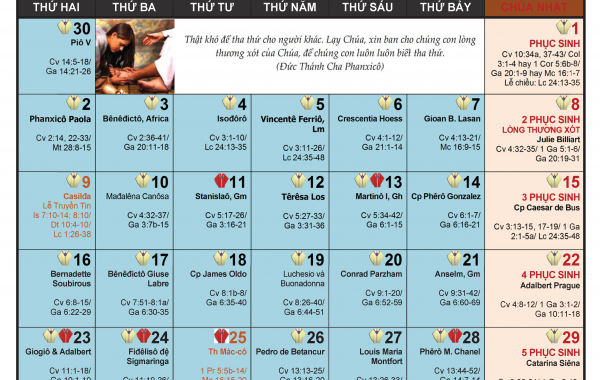 THỨ HAI THỨ BA THỨ TƯ THỨ NĂM THỨ SÁU THỨ BẢY CHÚA NHẬT
30
Piô V
Cv 14:5-18/
Ga 14:21-26
Thật khó để tha thứ cho người khác. Lạy Chúa, xin ban cho chúng con lòng
thương xót của Chúa, để chúng con luôn luôn biết tha thứ.
(Đức Thánh Cha Phanxicô)
1
PHỤC SINH
Cv 10:34a, 37-43/ Col
3:1-4 hay 1 Cor 5:6b-8/
Ga 20:1-9 hay Mc 16:1-7
Lễ chiều: Lc 24:13-35
2
Phanxicô Paola
Cv 2:14, 22-33/
Mt 28:8-15
3
Bênêđictô, Africa
Cv 2:36-41/
Ga 20:11-18
4
Isođôrô
Cv 3:1-10/
Lc 24:13-35
5
Vincentê Ferriô,
Lm
Cv 3:11-26/
Lc 24:35-48
6
Crescentia Hoess
Cv 4:1-12/
Ga 21:1-14
7
Gioan B. Lasan
Cv 4:13-21/
Mc 16:9-15
8
2 PHỤC SINH
LÒNG THƯƠNG XÓT
Julie Billiart
Cv 4:32-35/ 1 Ga 5:1-6/
Ga 20:19-31
9
Casilđa
Lễ Truyền Tin
Is 7:10-14; 8:10/
Dt 10:4-10/
Lc 1:26-38
10
Mađalêna Canôsa
Cv 4:32-37/
Ga 3:7b-15
11
Stanislaô, Gm
Cv 5:17-26/
Ga 3:16-21
12
Têrêsa Los
Cv 5:27-33/
Ga 3:31-36
13
Martinô I, Gh
Cv 5:34-42/
Ga 6:1-15
14
Cp Phêrô Gonzalez
Cv 6:1-7/
Ga 6:16-21
15
3 PHỤC SINH
Cp Caesar de Bus
Cv 3:13-15, 17-19/ 1 Ga
2:1-5a/ Lc 24:35-48
16
Bernadette
Soubirous
Cv 6:8-15/
Ga 6:22-29
17
Bênêđictô Giuse
Labre
Cv 7:51-8:1a/
Ga 6:30-35
18
Cp James Oldo
Cv 8:1b-8/
Ga 6:35-40
19
Luchesio và
Buonadonna
Cv 8:26-40/
Ga 6:44-51
20
Conrad Parzham
Cv 9:1-20/
Ga 6:52-59
21
Anselm, Gm
Cv 9:31-42/
Ga 6:60-69
22
4 PHỤC SINH
Adalbert Prague
Cv 4:8-12/ 1 Ga 3:1-2/
Ga 10:11-18
23
Giogiô & Adalbert
Cv 11:1-18/
24
Fidêlisô đệ
Sigmaringa
Cv 11:19-26/
25
Th Mác-cô
1 Pr 5:5b-14/
Mc 16:15-20
26
Pedro de Betancur
Cv 13:13-25/
27
Louis Maria
Montfort
Cv 13:26-33/
28
Phêrô M. Chanel
Cv 13:44-52/
29
5 PHỤC SINH
Catarina Siêna